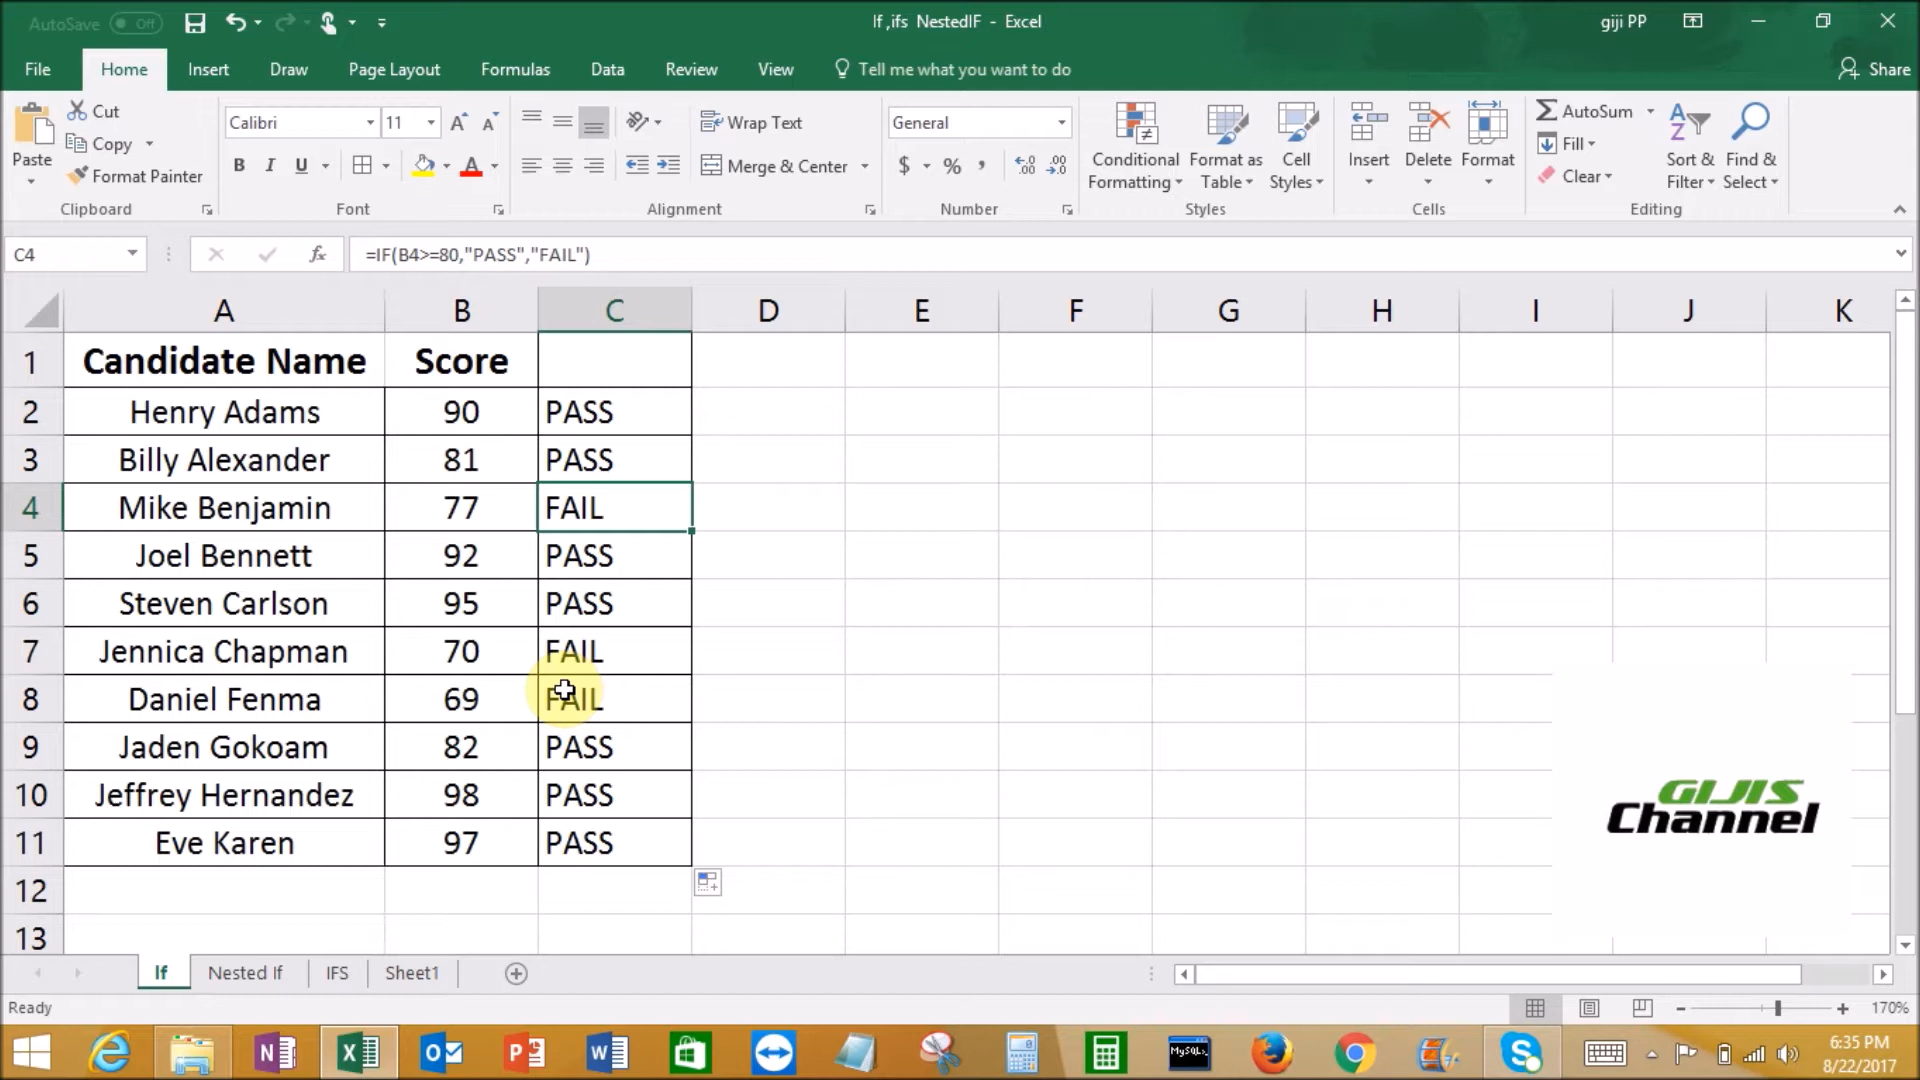 AutoSave Off
If ,ifs NestedIF - Excel
giji PP
File Home Insert Draw Page Layout Formulas Data Review View Tell me what you want to do Share
Paste
Cut
Copy
Format Painter
Clipboard
Calibri 11
B I U A
Font
Wrap Text
Merge & Center
Alignment
General
$ % ,
Number
Conditional Formatting
Format as Table
Cell Styles
Styles
Insert
Delete
Format
Cells
AutoSum
Fill
Clear
Sort & Filter
Find & Select
Editing
C4
fx
=IF(B4>=80,"PASS","FAIL")
A B C D E F G H I J K
1 Candidate Name Score
2 Henry Adams 90 PASS
3 Billy Alexander 81 PASS
4 Mike Benjamin 77 FAIL
5 Joel Bennett 92 PASS
6 Steven Carlson 95 PASS
7 Jennica Chapman 70 FAIL
8 Daniel Fenma 69 FAIL
9 Jaden Gokoam 82 PASS
10 Jeffrey Hernandez 98 PASS
11 Eve Karen 97 PASS
12
13
GIJIS
Channel
If Nested If IFS Sheet1
Ready
170%
MySQL
6:35 PM
8/22/2017